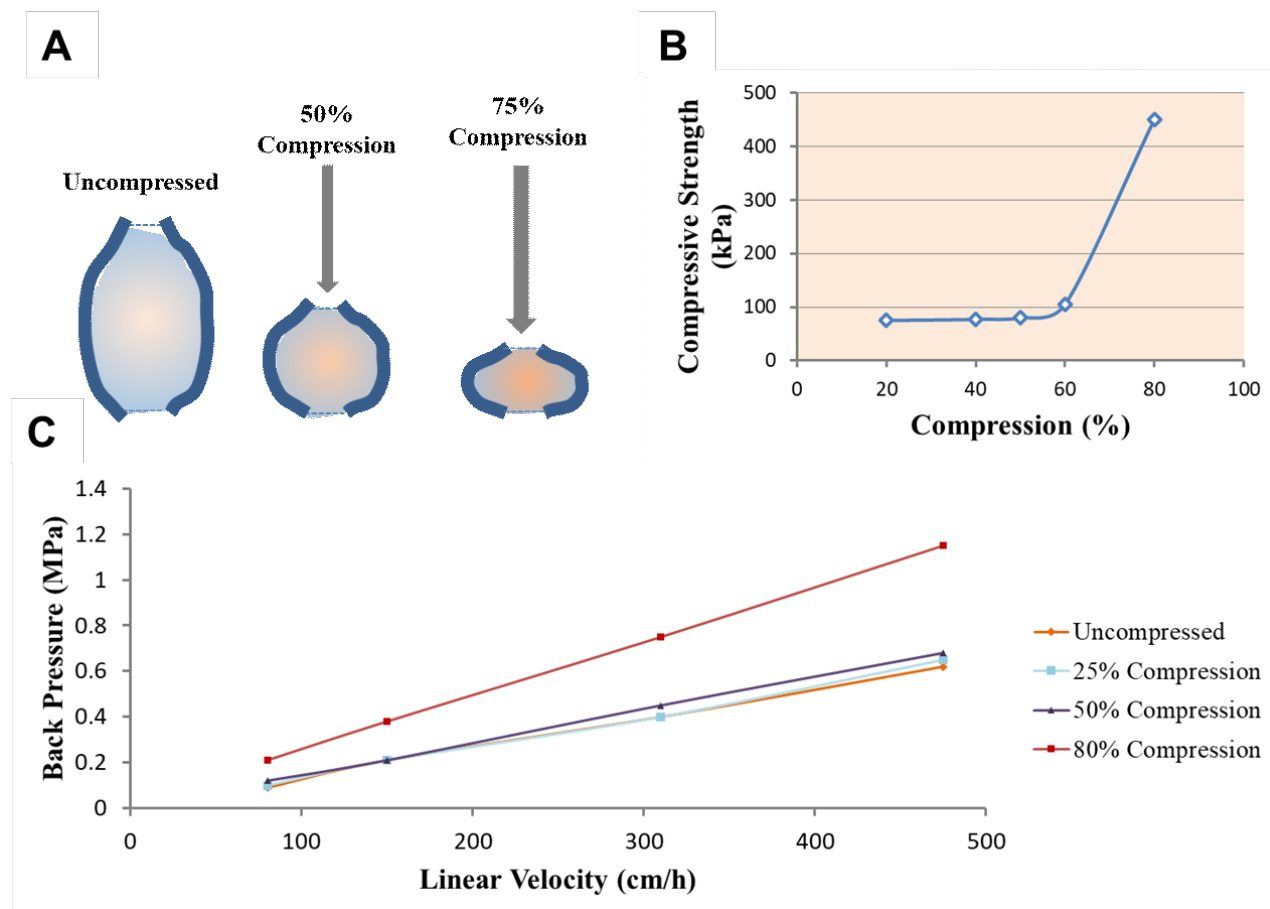 A
Uncompressed
50%
Compression
75%
Compression
B
Compressive Strength
(kPa)
500
400
300
200
100
0
0 20 40 60 80 100
Compression (%)
C
Back Pressure (MPa)
1.4
1.2
1
0.8
0.6
0.4
0.2
0
0 100 200 300 400 500
Linear Velocity (cm/h)
Uncompressed
25% Compression
50% Compression
80% Compression